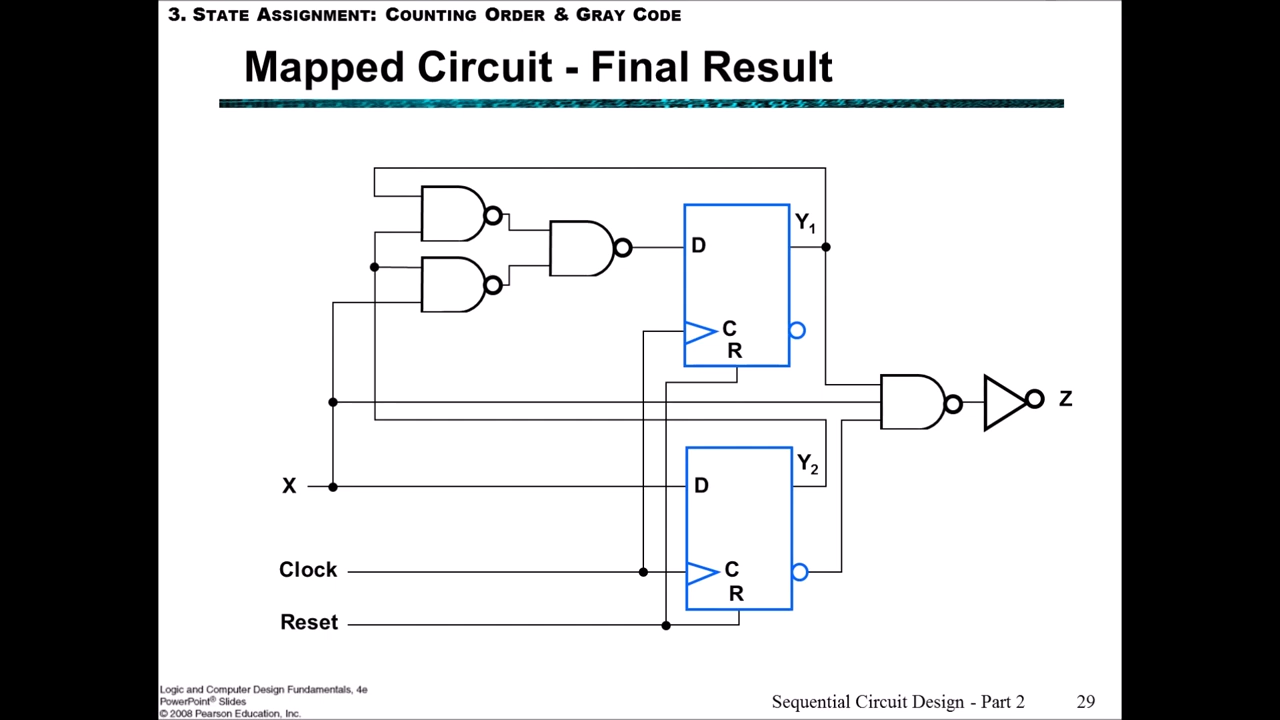 3. STATE ASSIGNMENT: COUNTING ORDER & GRAY CODE
Mapped Circuit - Final Result
Y1
D
C
R
Z
Y2
X
D
Clock
C
R
Reset
Logic and Computer Design Fundamentals, 4e
PowerPoint® Slides
© 2008 Pearson Education, Inc.
Sequential Circuit Design - Part 2
29